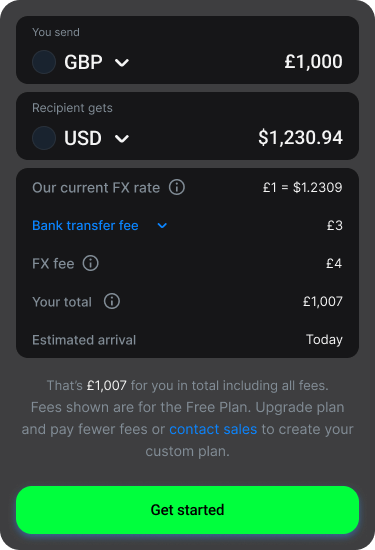 You send
GBP £1,000
Recipient gets
USD $1,230.94
Our current FX rate £1 = $1.2309
Bank transfer fee £3
FX fee £4
Your total £1,007
Estimated arrival Today
That's £1,007 for you in total including all fees.
Fees shown are for the Free Plan. Upgrade plan
and pay fewer fees or contact sales to create your
custom plan.
Get started